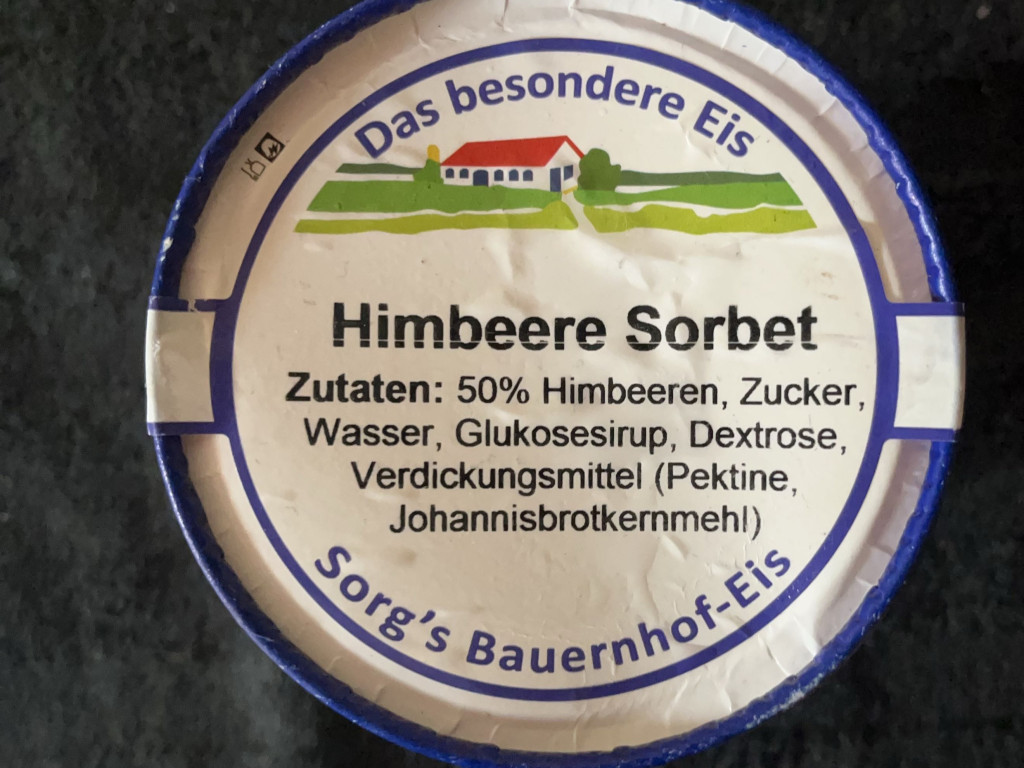 Das besondere Eis
Himbeere Sorbet
Zutaten: 50% Himbeeren, Zucker,
Wasser, Glukosesirup, Dextrose,
Verdickungsmittel (Pektine,
Johannisbrotkernmehl)
Sorg's Bauernhof-Eis